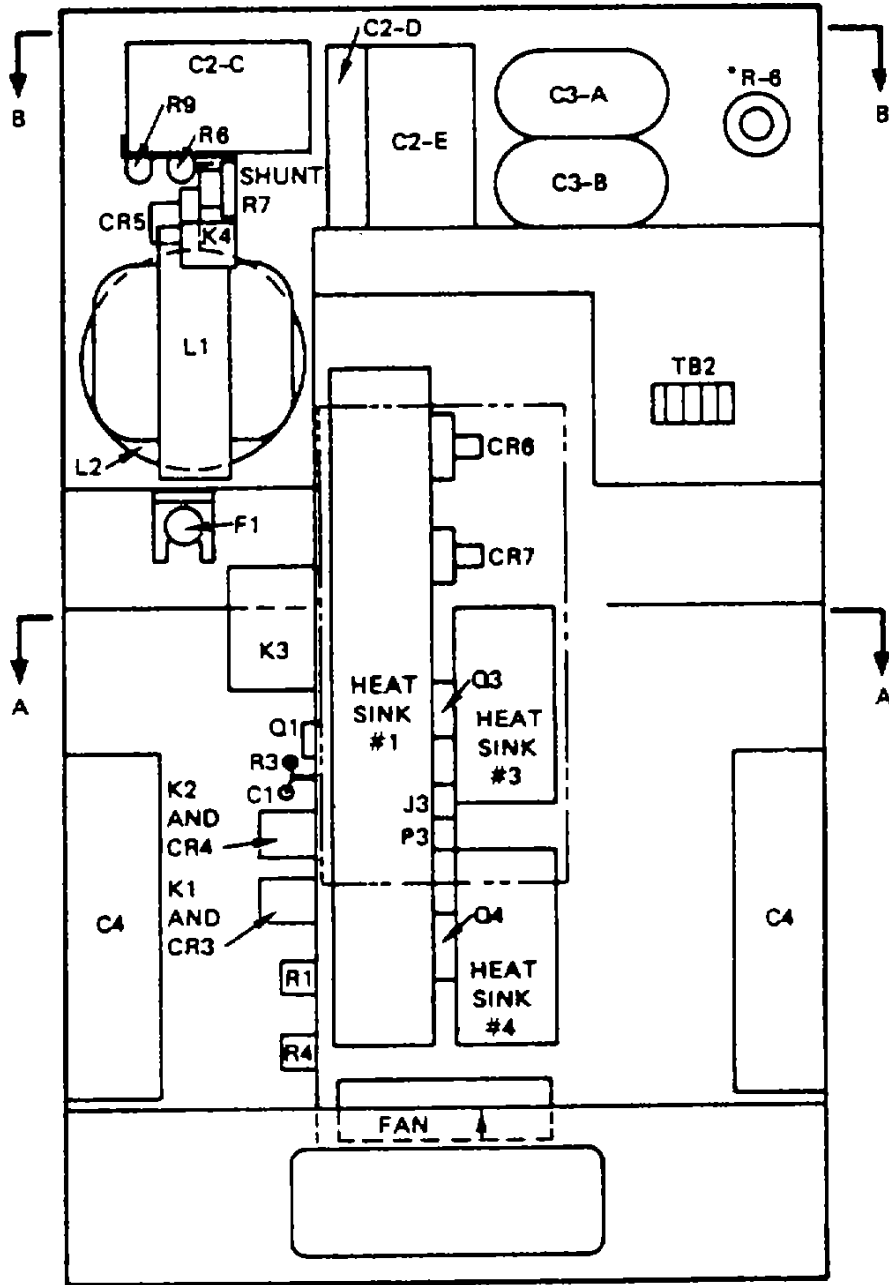 C2-D
C2-C
B
B
R9
R6
C2-E
C3-A
*R-6
SHUNT
R7
C3-B
CR5
K4
L1
TB2
L2
CR6
F1
CR7
K3
A
A
HEAT
SINK
#1
Q3
HEAT
SINK
#3
Q1
R3
C1
K2
AND
CR4
J3
P3
K1
AND
CR3
C4
Q4
C4
R1
HEAT
SINK
#4
R4
FAN